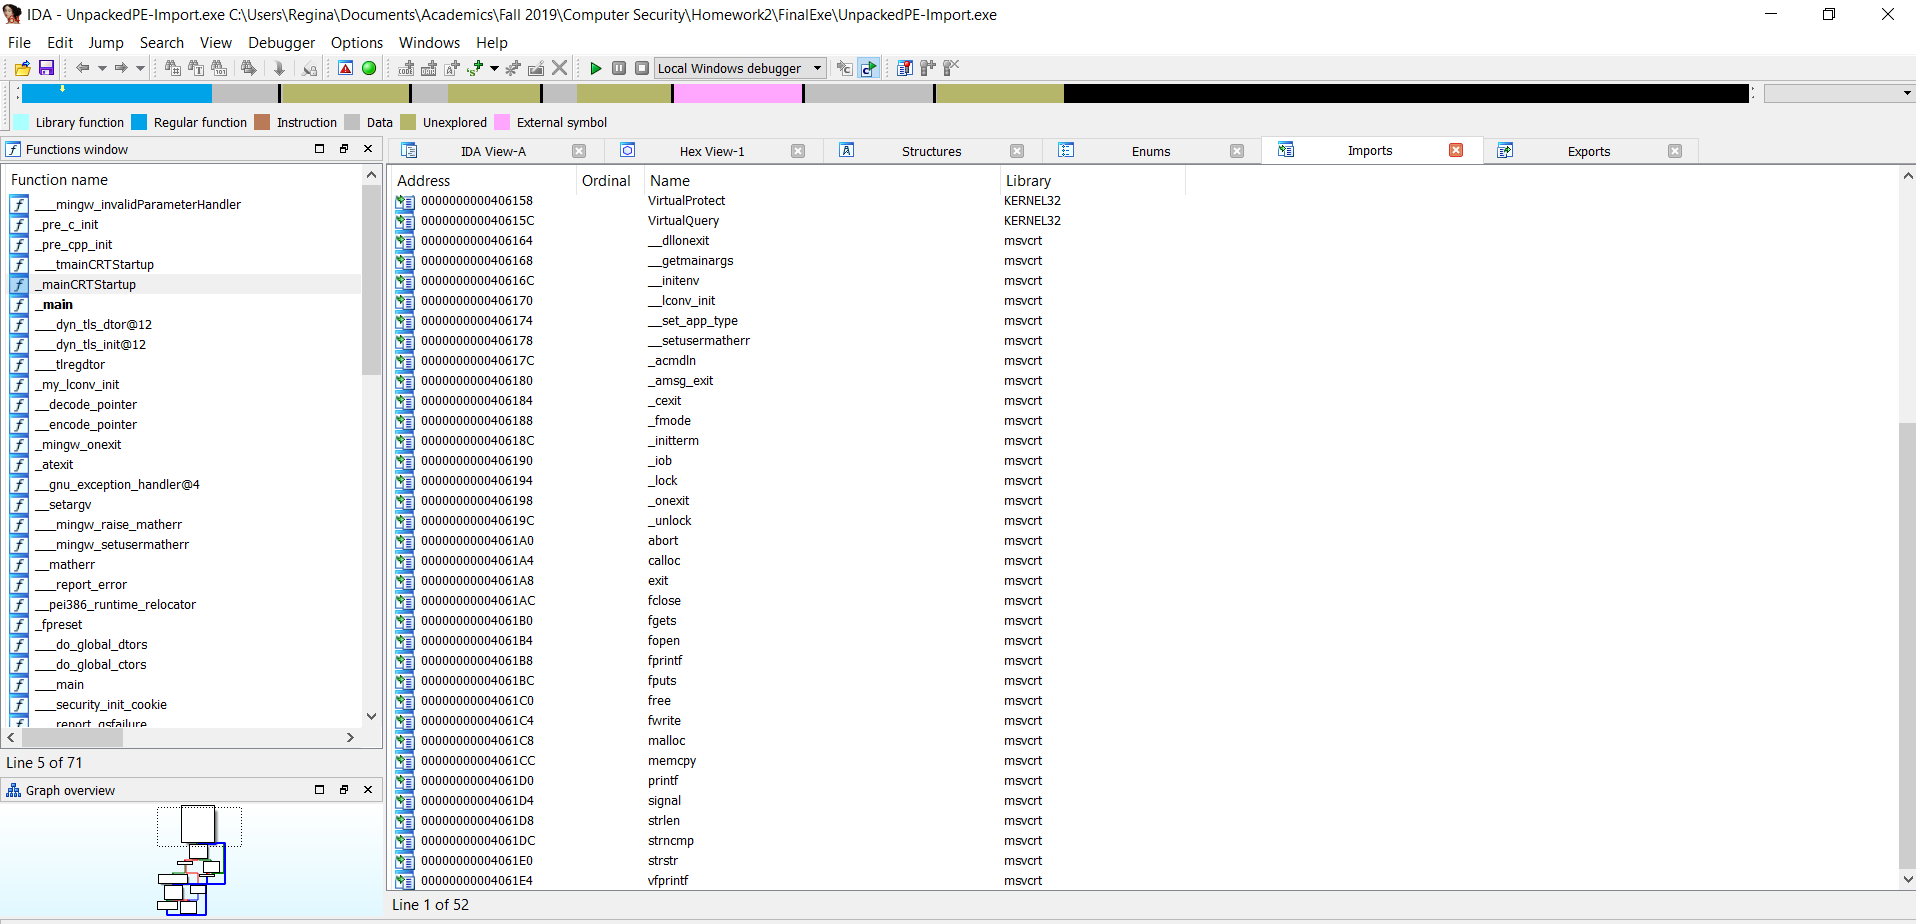 IDA - UnpackedPE-Import.exe C:\Users\Regina\Documents\Academics\Fall 2019\Computer Security\Homework2\FinalExe\UnpackedPE-Import.exe
File Edit Jump Search View Debugger Options Windows Help
Local Windows debugger
Library function Regular function Instruction Data Unexplored External symbol
Functions window
IDA View-A Hex View-1 Structures Enums Imports Exports
Function name
___mingw_invalidParameterHandler
_pre_c_init
_pre_cpp_init
___tmainCRTStartup
_mainCRTStartup
_main
___dyn_tls_dtor@12
___dyn_tls_init@12
___tlregdtor
_my_lconv_init
__decode_pointer
__encode_pointer
_mingw_onexit
_atexit
__gnu_exception_handler@4
__setargv
___mingw_raise_matherr
___mingw_setusermatherr
__matherr
___report_error
__pei386_runtime_relocator
_fpreset
___do_global_dtors
___do_global_ctors
___main
___security_init_cookie
___report_gsfailure
Line 5 of 71
Graph overview
Address Ordinal Name Library
0000000000406158 VirtualProtect KERNEL32
000000000040615C VirtualQuery KERNEL32
0000000000406164 __dllonexit msvcrt
0000000000406168 __getmainargs msvcrt
000000000040616C __initenv msvcrt
0000000000406170 __lconv_init msvcrt
0000000000406174 __set_app_type msvcrt
0000000000406178 __setusermatherr msvcrt
000000000040617C _acmdln msvcrt
0000000000406180 _amsg_exit msvcrt
0000000000406184 _cexit msvcrt
0000000000406188 _fmode msvcrt
000000000040618C _initterm msvcrt
0000000000406190 _iob msvcrt
0000000000406194 _lock msvcrt
0000000000406198 _onexit msvcrt
000000000040619C _unlock msvcrt
00000000004061A0 abort msvcrt
00000000004061A4 calloc msvcrt
00000000004061A8 exit msvcrt
00000000004061AC fclose msvcrt
00000000004061B0 fgets msvcrt
00000000004061B4 fopen msvcrt
00000000004061B8 fprintf msvcrt
00000000004061BC fputs msvcrt
00000000004061C0 free msvcrt
00000000004061C4 fwrite msvcrt
00000000004061C8 malloc msvcrt
00000000004061CC memcpy msvcrt
00000000004061D0 printf msvcrt
00000000004061D4 signal msvcrt
00000000004061D8 strlen msvcrt
00000000004061DC strncmp msvcrt
00000000004061E0 strstr msvcrt
00000000004061E4 vfprintf msvcrt
Line 1 of 52